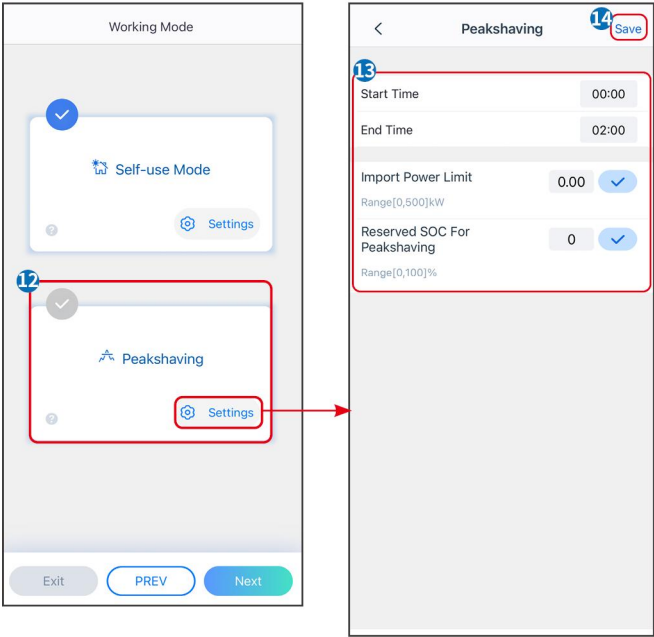 Working Mode
Self-use Mode
?
Settings
12
Peakshaving
?
Settings
Exit
PREV
Next
Peakshaving
14
Save
13
Start Time
00:00
End Time
02:00
Import Power Limit
0.00
Range[0,500]kW
Reserved SOC For
Peakshaving
0
Range[0,100]%